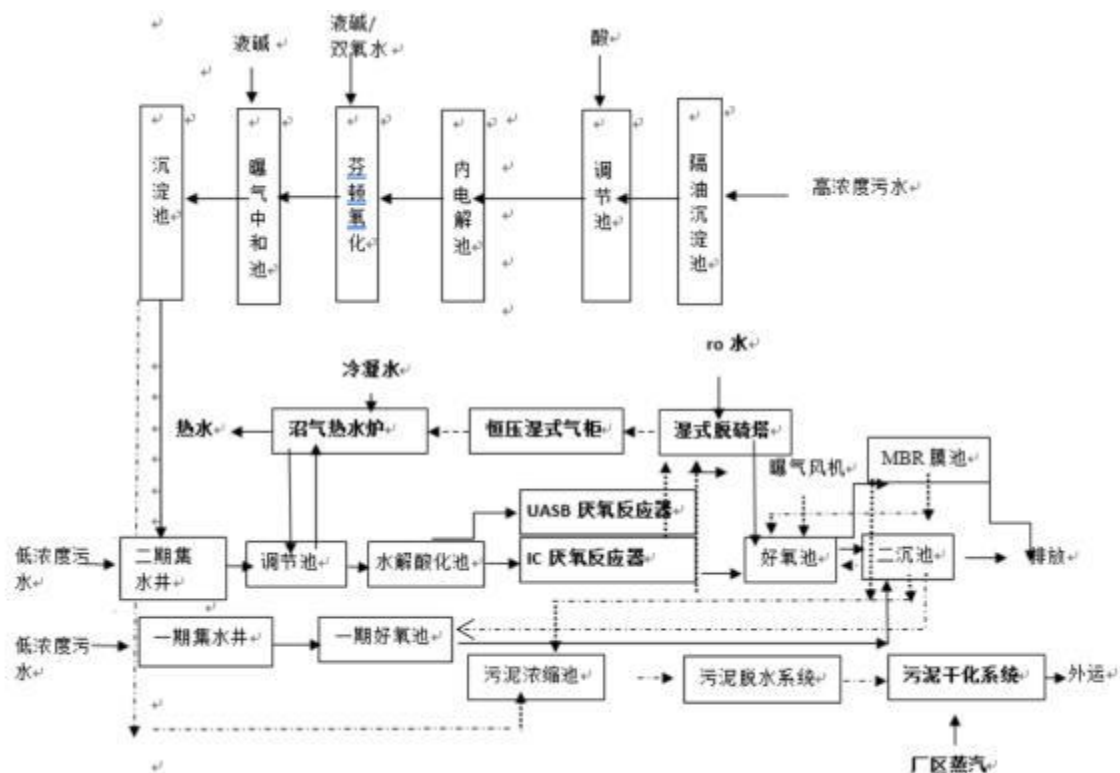 液碱
液碱/
双氧水
酸
沉淀池
曝气中和池
芬顿氧化
内电解池
调节池
隔油沉淀池
高浓度污水
ro 水
冷凝水
热水
沼气热水炉
恒压湿式气柜
湿式脱硫塔
曝气风机
MBR 膜池
UASB 厌氧反应器
低浓度污
水
二期集
水井
调节池
水解酸化池
IC 厌氧反应器
好氧池
二沉池
排放
低浓度污
水
一期集水井
一期好氧池
污泥浓缩池
污泥脱水系统
污泥干化系统
外运
厂区蒸汽